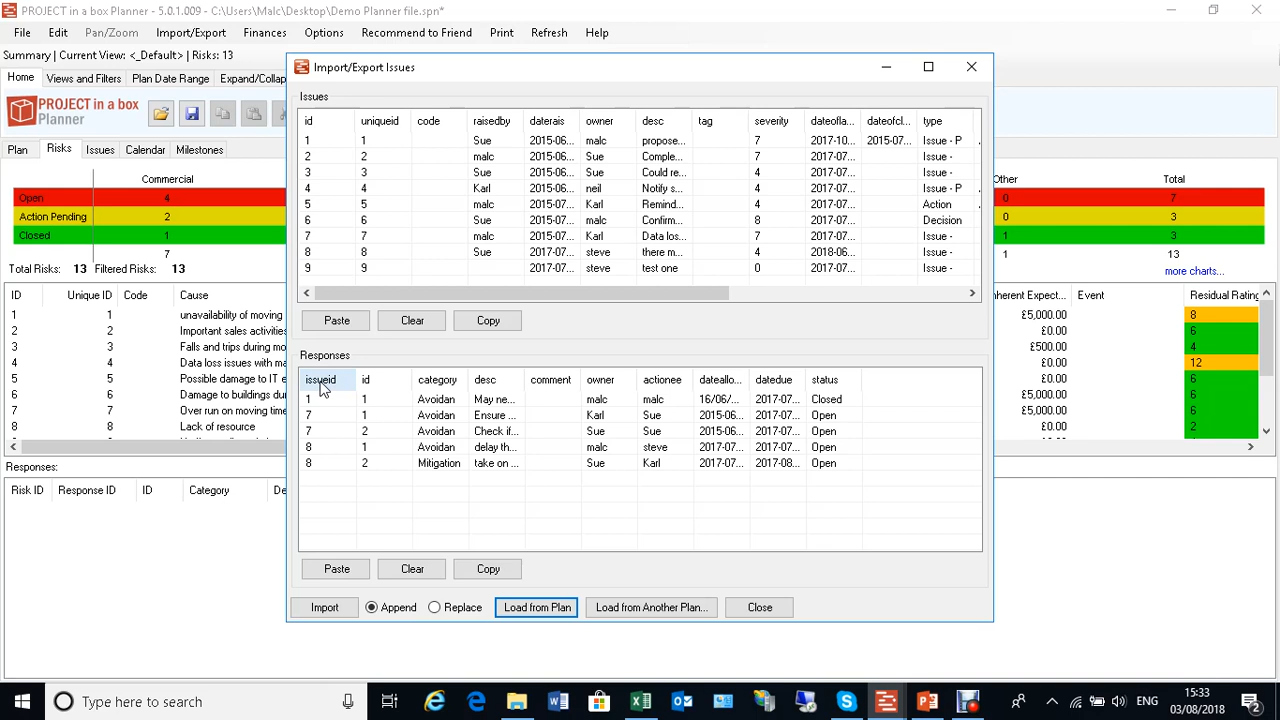 PROJECT in a box Planner - 5.0.1.009 - C:\Users\Malc\Desktop\Demo Planner file.spn*
File Edit Pan/Zoom Import/Export Finances Options Recommend to Friend Print Refresh Help
Summary | Current View: <_Default> | Risks: 13
Home Views and Filters Plan Date Range Expand/Collap
PROJECT in a box
Planner
Plan Risks Issues Calendar Milestones
Commercial Other Total
Open 4 0 7
Action Pending 2 0 3
Closed 1 1 3
7 1 13
Total Risks: 13 Filtered Risks: 13 more charts...
ID Unique ID Code Cause
1 1 unavailability of moving
2 2 Important sales activities
3 3 Falls and trips during mo
4 4 Data loss issues with ma
5 5 Possible damage to IT e
6 6 Damage to buildings du
7 7 Over run on moving time
8 8 Lack of resource
Inherent Expect... Event Residual Rating
£5,000.00 8
£0.00 6
£500.00 4
£0.00 12
£0.00 6
£5,000.00 6
£5,000.00 6
£0.00 2
Responses:
Risk ID Response ID ID Category De
Import/Export Issues
Issues
id uniqueid code raisedby daterais owner desc tag severity dateofla... dateofcl... type
1 1 Sue 2015-06... malc propose... 7 2017-10... 2015-07... Issue - P
2 2 malc 2015-06... Sue Comple... 7 2017-07... Issue -
3 3 Sue 2015-06... Sue Could re... 4 2017-07... Issue -
4 4 Karl 2015-06... neil Notify s... 4 2017-07... Issue - P
5 5 malc 2015-07... Karl Remind... 4 2017-07... Action
6 6 Sue 2015-07... malc Confirm... 8 2017-07... Decision
7 7 malc 2015-07... Karl Data los... 7 2017-07... Issue -
8 8 Sue 2017-07... steve there m... 4 2018-06... Issue -
9 9 2017-07... steve test one 0 2017-07... Issue -
Paste Clear Copy
Responses
issueid id category desc comment owner actionee dateallo... datedue status
1 1 Avoidan May ne... malc malc 16/06/... 2017-07... Closed
7 1 Avoidan Ensure ... Karl Sue 2015-06... 2017-07... Open
7 2 Avoidan Check if... Sue Sue 2015-06... 2017-07... Open
8 1 Avoidan delay th... malc steve 2017-07... 2017-07... Open
8 2 Mitigation take on ... Sue Karl 2017-07... 2017-08... Open
Paste Clear Copy
Import Append Replace Load from Plan Load from Another Plan... Close
Type here to search
ENG
15:33
03/08/2018
2